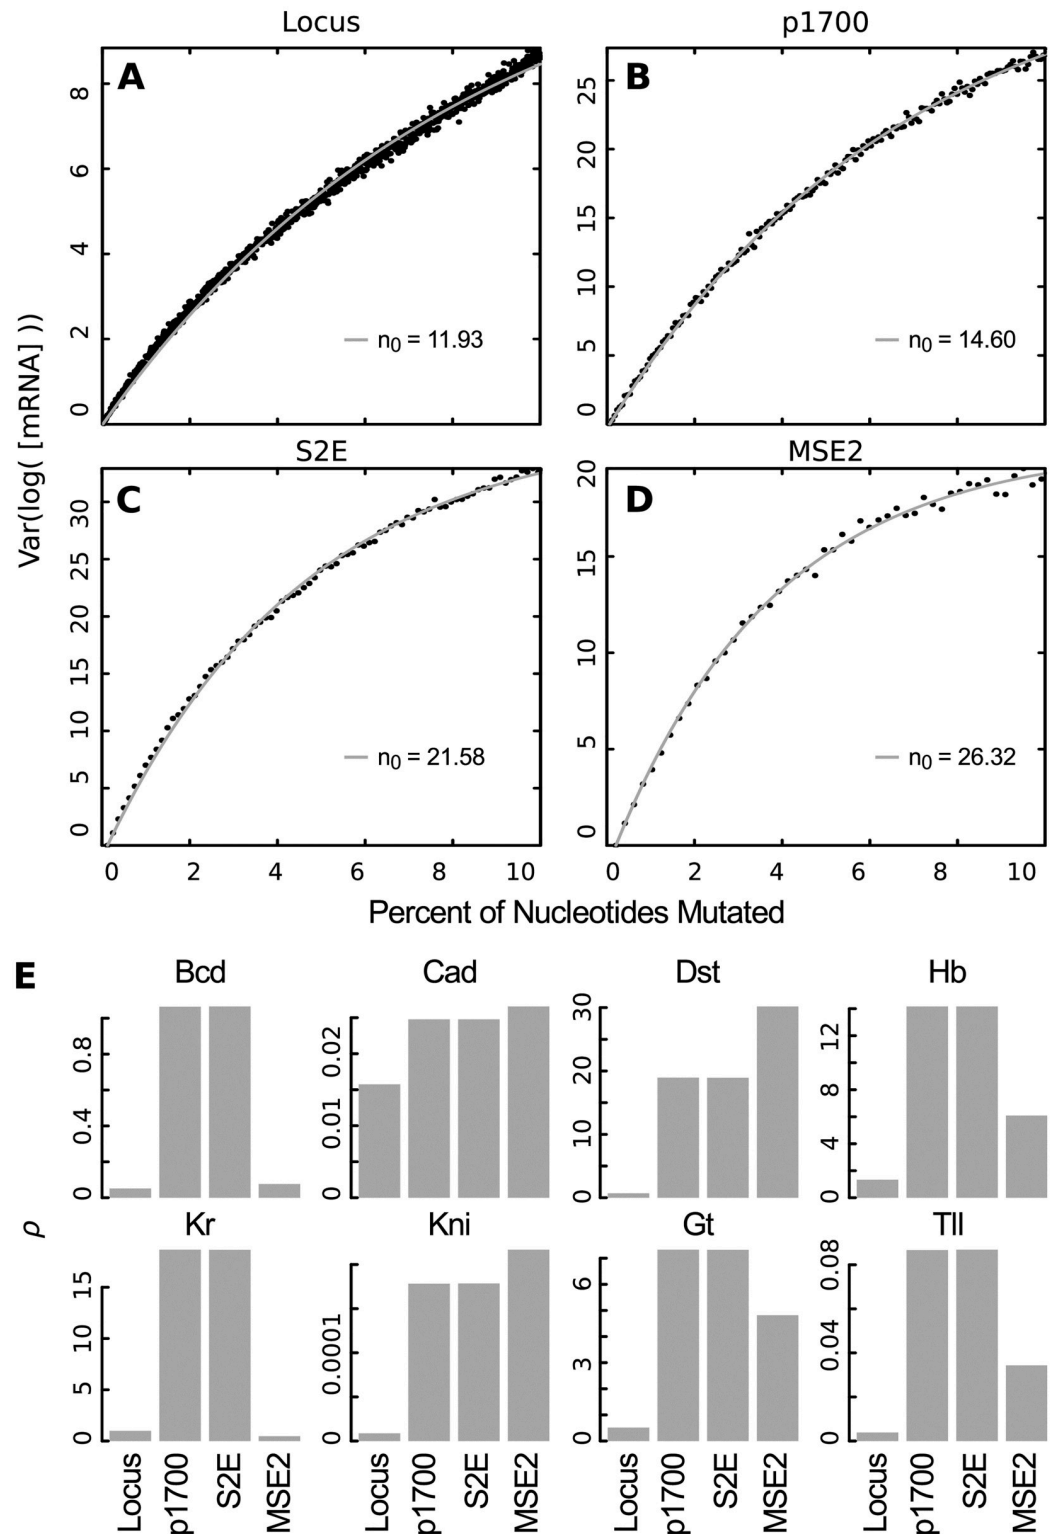 Locus
p1700
A
B
8
6
4
2
0
25
20
15
10
5
0
n0 = 11.93
n0 = 14.60
Var(log( [mRNA] ))
S2E
MSE2
C
D
30
25
20
15
10
5
0
20
15
10
5
0
n0 = 21.58
n0 = 26.32
0 2 4 6 8 10
0 2 4 6 8 10
Percent of Nucleotides Mutated
E
Bcd
Cad
Dst
Hb
0.8
0.4
0
0.02
0.01
0
30
20
10
0
12
8
4
0
ρ
Kr
Kni
Gt
Tll
15
10
5
0
0.0001
0
6
3
0
0.08
0.04
0
Locus p1700 S2E MSE2
Locus p1700 S2E MSE2
Locus p1700 S2E MSE2
Locus p1700 S2E MSE2